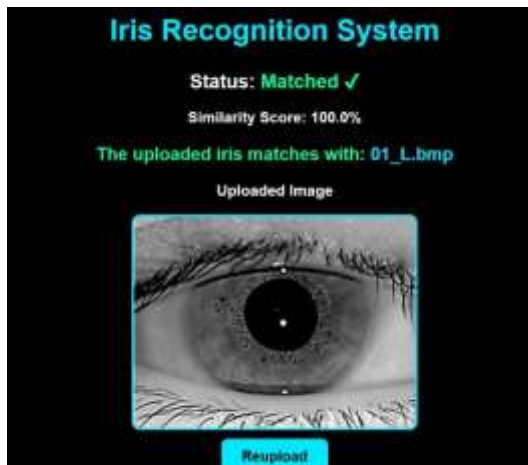 Iris Recognition System
Status: Matched ✓
Similarity Score: 100.0%
The uploaded iris matches with: 01_L.bmp
Uploaded Image
Reupload